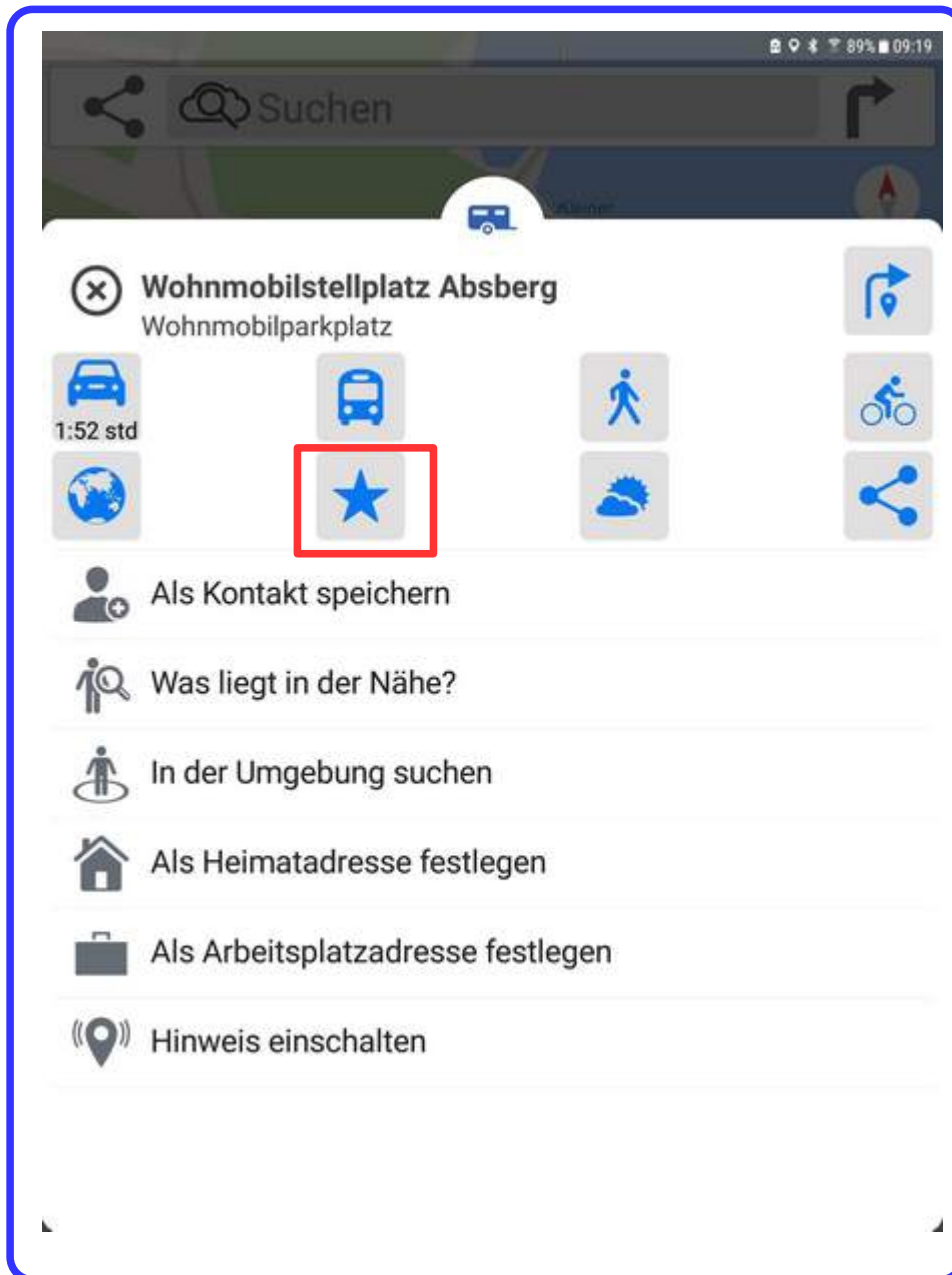 89% 09:19
Suchen
Kleiner
Wohnmobilstellplatz Absberg
Wohnmobilparkplatz
1:52 std
Als Kontakt speichern
Was liegt in der Nähe?
In der Umgebung suchen
Als Heimatadresse festlegen
Als Arbeitsplatzadresse festlegen
Hinweis einschalten